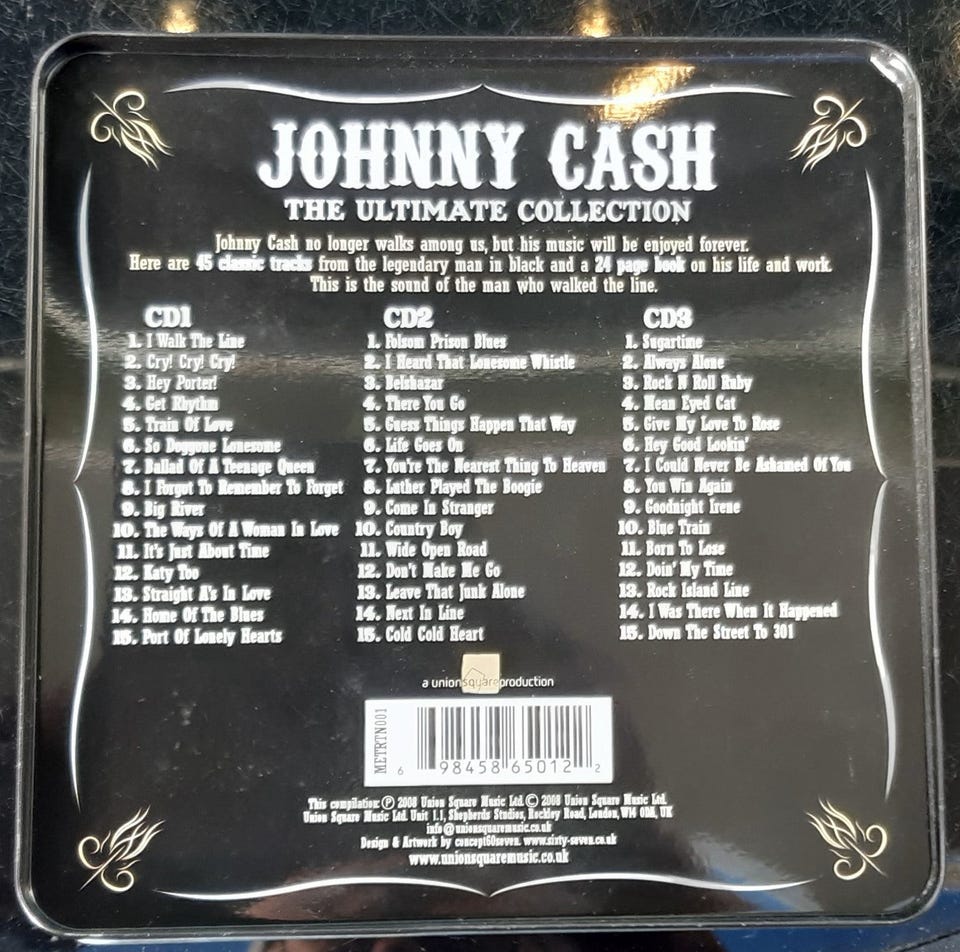 JOHNNY CASH
THE ULTIMATE COLLECTION
Johnny Cash no longer walks among us, but his music will be enjoyed forever.
Here are 45 classic tracks from the legendary man in black and a 24 page book on his life and work.
This is the sound of the man who walked the line.
CD1
1. I Walk The Line
2. Cry! Cry! Cry!
3. Hey Porter!
4. Get Rhythm
5. Train Of Love
6. So Doggone Lonesome
7. Ballad Of A Teenage Queen
8. I Forgot To Remember To Forget
9. Big River
10. The Ways Of A Woman In Love
11. It's Just About Time
12. Katy Too
13. Straight A's In Love
14. Home Of The Blues
15. Port Of Lonely Hearts
CD2
1. Folsom Prison Blues
2. I Heard That Lonesome Whistle
3. Belshazar
4. There You Go
5. Guess Things Happen That Way
6. Life Goes On
7. You're The Nearest Thing To Heaven
8. Luther Played The Boogie
9. Come In Stranger
10. Country Boy
11. Wide Open Road
12. Don't Make Me Go
13. Leave That Junk Alone
14. Next In Line
15. Cold Cold Heart
CD3
1. Sugartime
2. Always Alone
3. Rock N Roll Ruby
4. Mean Eyed Cat
5. Give My Love To Rose
6. Hey Good Lookin'
7. I Could Never Be Ashamed Of You
8. You Win Again
9. Goodnight Irene
10. Blue Train
11. Born To Lose
12. Doin' My Time
13. Rock Island Line
14. I Was There When It Happened
15. Down The Street To 301
a unionsquareproduction
METRTN001
6 98458 65012 2
This compilation ℗ 2008 Union Square Music Ltd. © 2008 Union Square Music Ltd.
Union Square Music Ltd. Unit 1.1, Shepherds Studios, Rockley Road, London, W14 0DA, UK
info@unionsquaremusic.co.uk
Design & Artwork by concept60seven. www.sixty-seven.co.uk
www.unionsquaremusic.co.uk